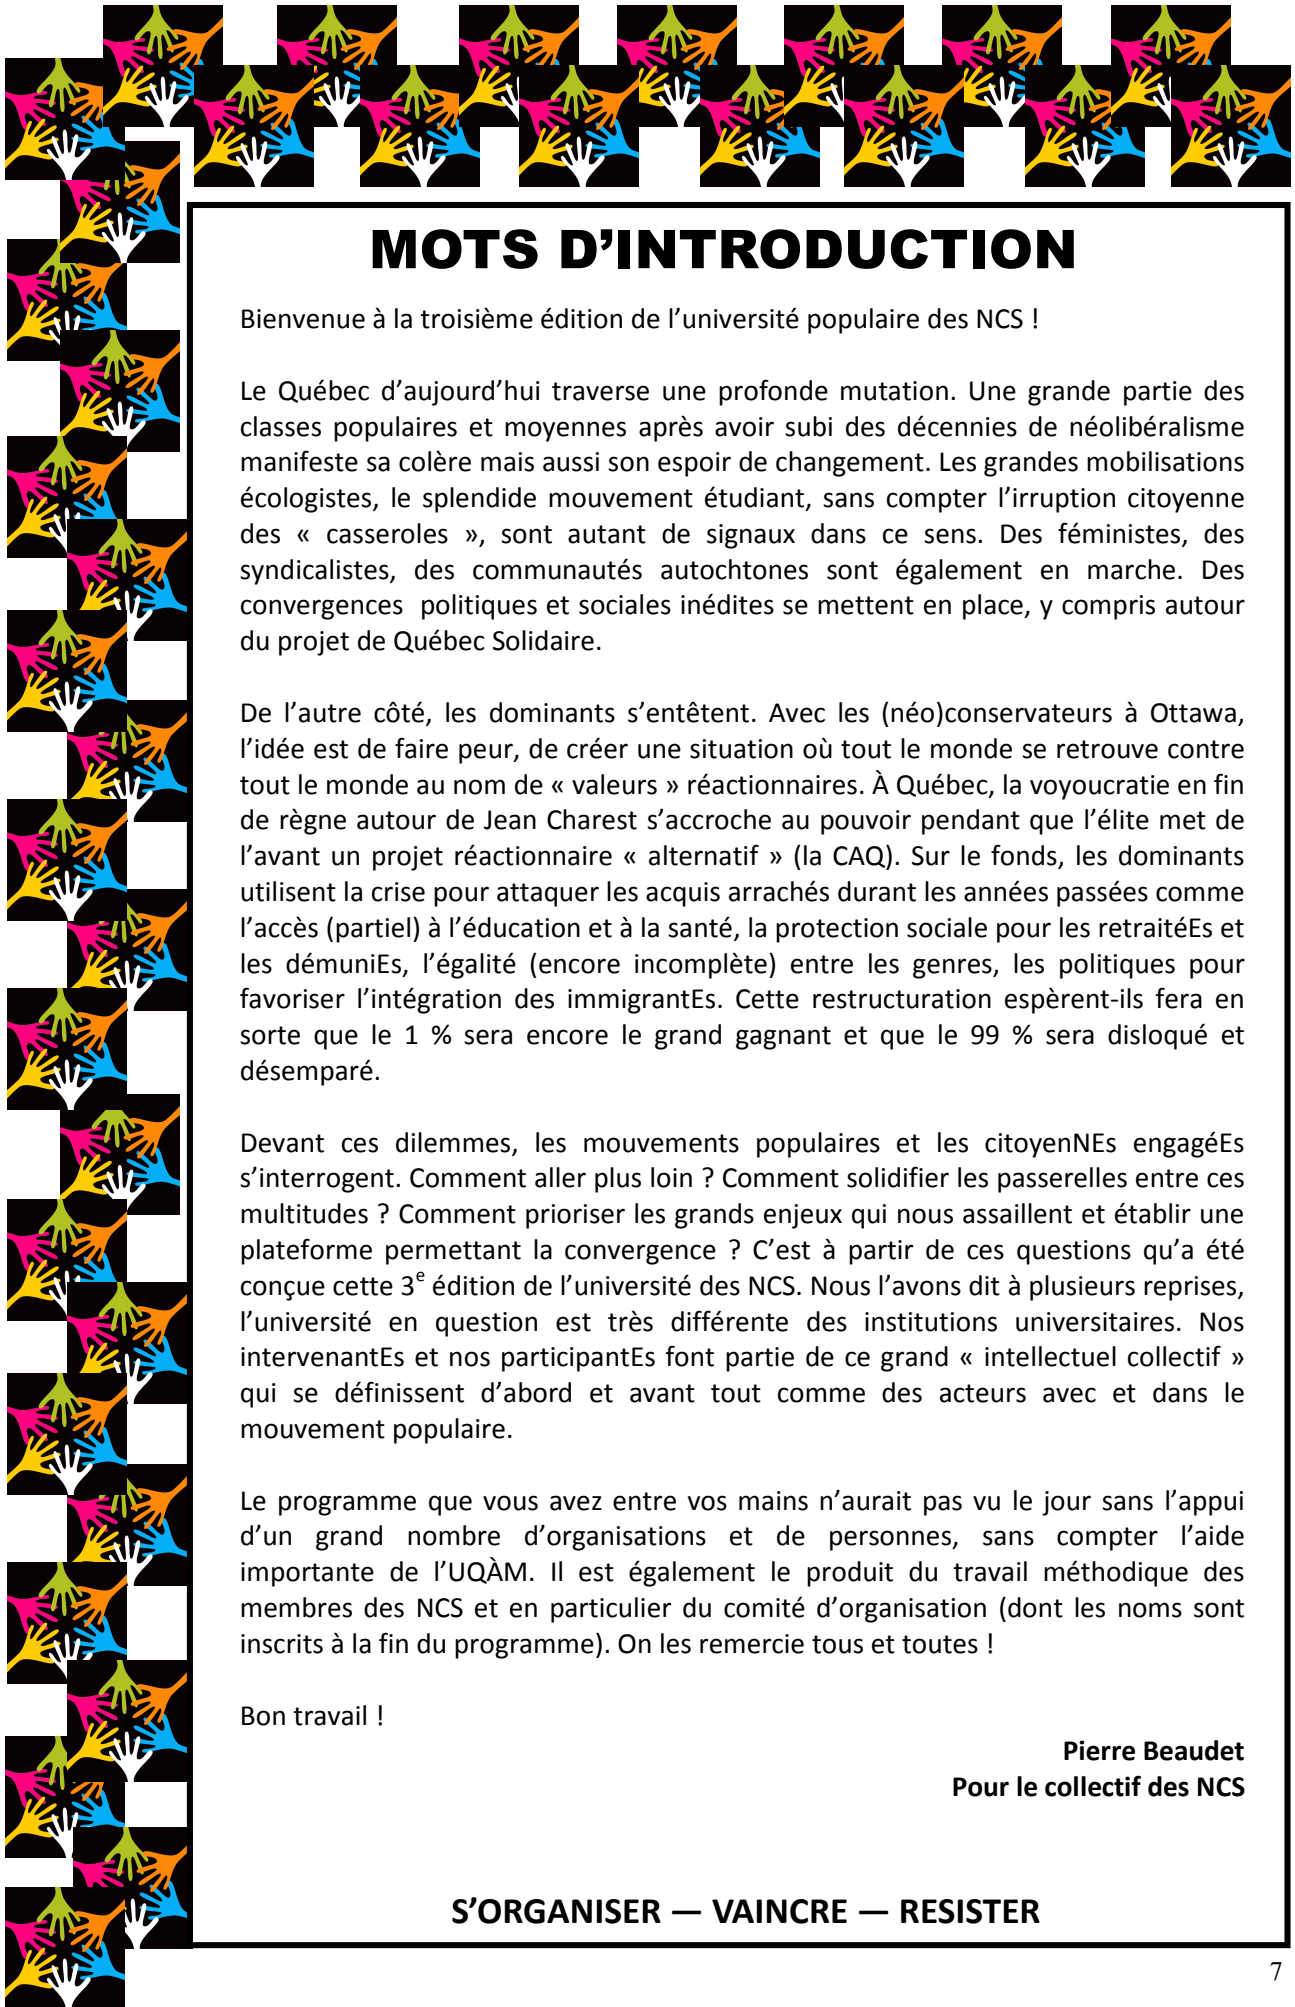 MOTS D’INTRODUCTION
Bienvenue à la troisième édition de l’université populaire des NCS !
Le Québec d’aujourd’hui traverse une profonde mutation. Une grande partie des
classes populaires et moyennes après avoir subi des décennies de néolibéralisme
manifeste sa colère mais aussi son espoir de changement. Les grandes mobilisations
écologistes, le splendide mouvement étudiant, sans compter l’irruption citoyenne
des « casseroles », sont autant de signaux dans ce sens. Des féministes, des
syndicalistes, des communautés autochtones sont également en marche. Des
convergences  politiques et sociales inédites se mettent en place, y compris autour
du projet de Québec Solidaire.
De l’autre côté, les dominants s’entêtent. Avec les (néo)conservateurs à Ottawa,
l’idée est de faire peur, de créer une situation où tout le monde se retrouve contre
tout le monde au nom de « valeurs » réactionnaires. À Québec, la voyoucratie en fin
de règne autour de Jean Charest s’accroche au pouvoir pendant que l’élite met de
l’avant un projet réactionnaire « alternatif » (la CAQ). Sur le fonds, les dominants
utilisent la crise pour attaquer les acquis arrachés durant les années passées comme
l’accès (partiel) à l’éducation et à la santé, la protection sociale pour les retraitéEs et
les démuniEs, l’égalité (encore incomplète) entre les genres, les politiques pour
favoriser l’intégration des immigrantEs. Cette restructuration espèrent-ils fera en
sorte que le 1 % sera encore le grand gagnant et que le 99 % sera disloqué et
désemparé.
Devant ces dilemmes, les mouvements populaires et les citoyenNEs engagéEs
s’interrogent. Comment aller plus loin ? Comment solidifier les passerelles entre ces
multitudes ? Comment prioriser les grands enjeux qui nous assaillent et établir une
plateforme permettant la convergence ? C’est à partir de ces questions qu’a été
conçue cette 3e édition de l’université des NCS. Nous l’avons dit à plusieurs reprises,
l’université en question est très différente des institutions universitaires. Nos
intervenantEs et nos participantEs font partie de ce grand « intellectuel collectif »
qui se définissent d’abord et avant tout comme des acteurs avec et dans le
mouvement populaire.
Le programme que vous avez entre vos mains n’aurait pas vu le jour sans l’appui
d’un grand nombre d’organisations et de personnes, sans compter l’aide
importante de l’UQÀM. Il est également le produit du travail méthodique des
membres des NCS et en particulier du comité d’organisation (dont les noms sont
inscrits à la fin du programme). On les remercie tous et toutes !
Bon travail !
Pierre Beaudet
Pour le collectif des NCS
S’ORGANISER — VAINCRE — RESISTER
7